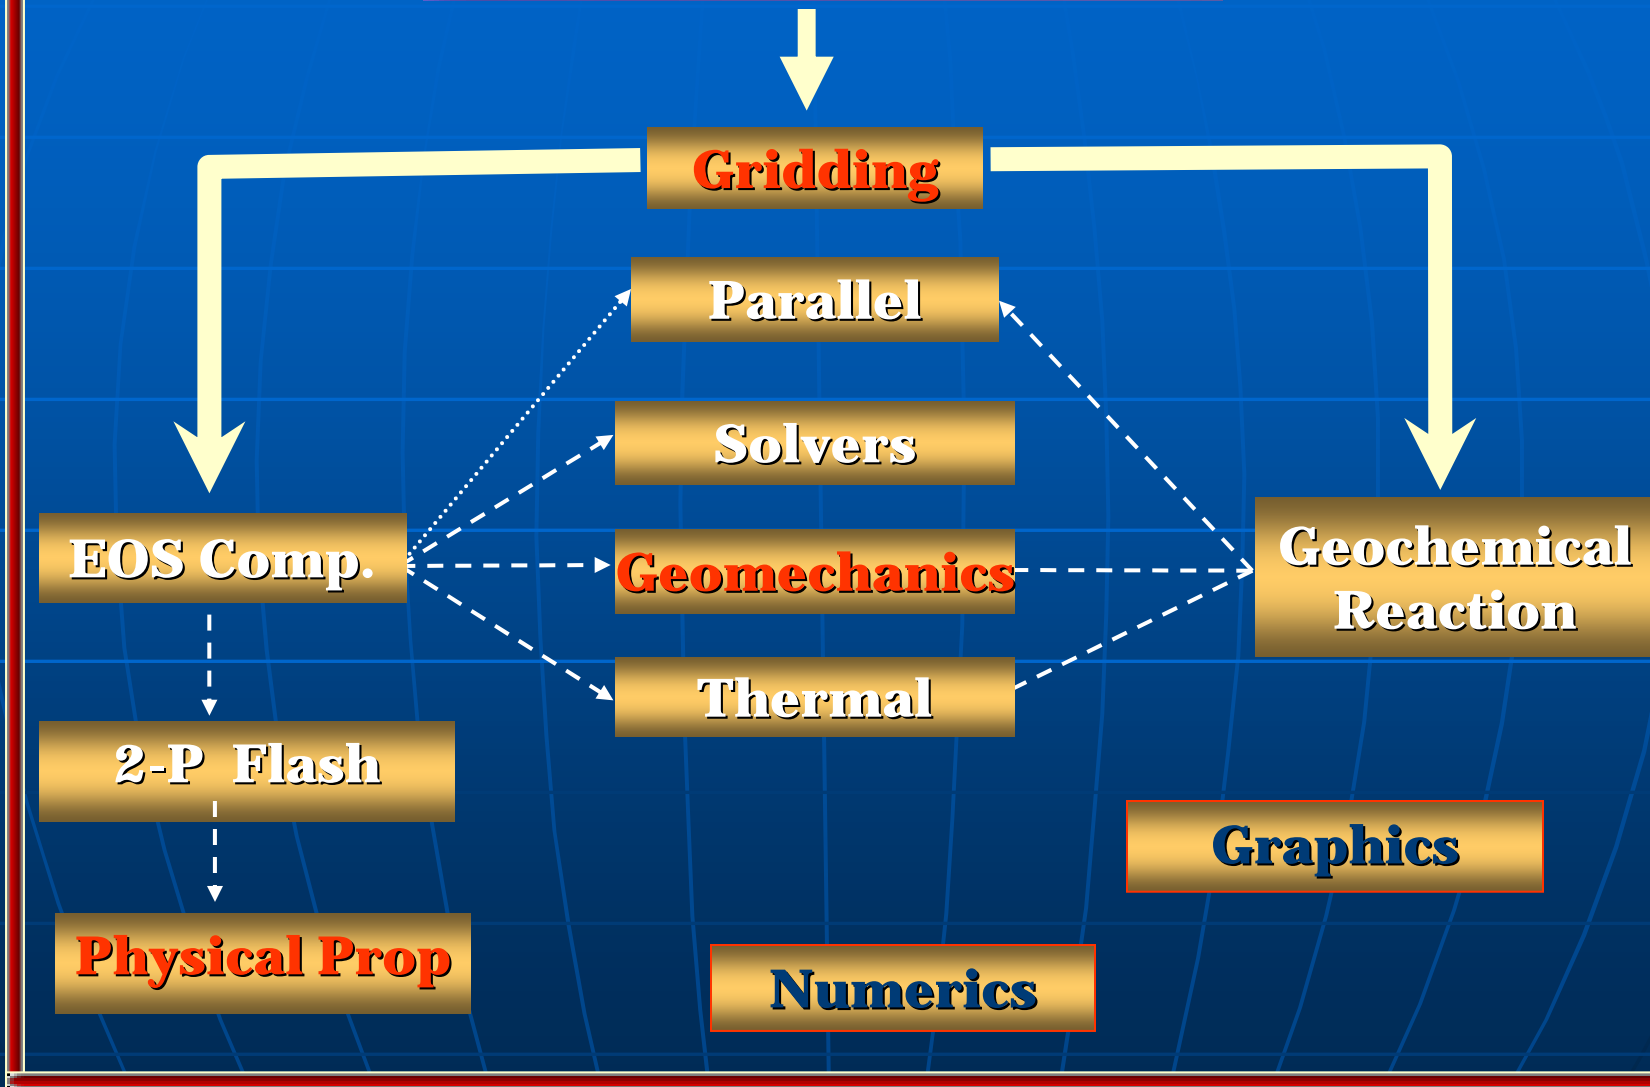 Gridding
Parallel
Solvers
EOS Comp.
Geomechanics
Geochemical
Reaction
Thermal
2-P Flash
Graphics
Physical Prop
Numerics